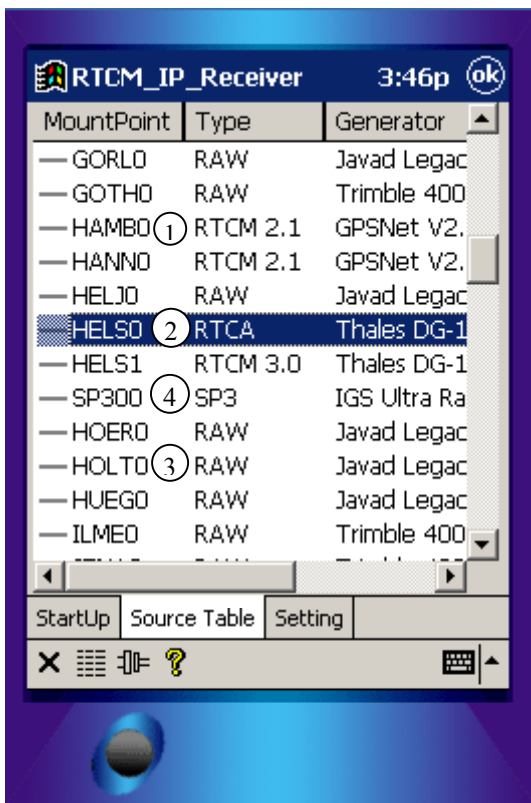 RTCM_IP_Receiver 3:46p ok
MountPoint Type Generator
GORL0 RAW Javad Legac
GOTH0 RAW Trimble 400
HAMB0 1 RTCM 2.1 GPSNet V2.
HANN0 RTCM 2.1 GPSNet V2.
HELJ0 RAW Javad Legac
HELS0 2 RTCA Thales DG-1
HELS1 RTCM 3.0 Thales DG-1
SP300 4 SP3 IGS Ultra Ra
HOER0 RAW Javad Legac
HOLT0 3 RAW Javad Legac
HUEG0 RAW Javad Legac
ILME0 RAW Trimble 400
StartUp Source Table Setting